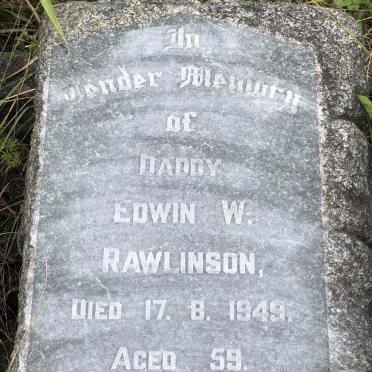 In
Tender Memory
of
DADDY
EDWIN W.
RAWLINSON,
DIED 17. 8. 1949.
AGED 59.